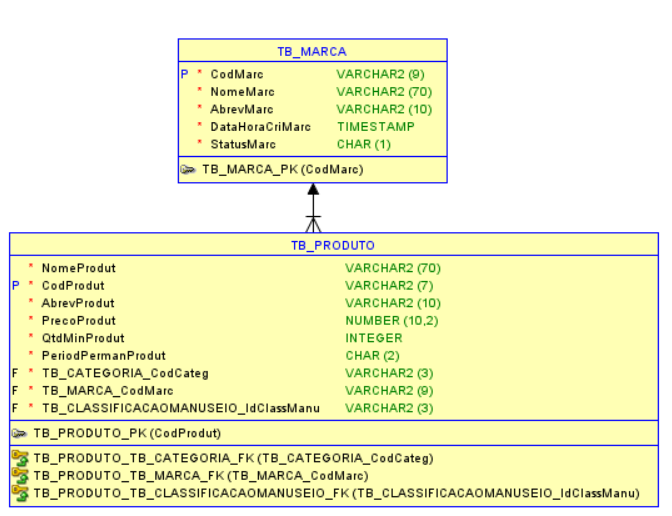 TB_MARCA
P * CodMarc VARCHAR2 (9)
* NomeMarc VARCHAR2 (70)
* AbrevMarc VARCHAR2 (10)
* DataHoraCriMarc TIMESTAMP
* StatusMarc CHAR (1)
TB_MARCA_PK (CodMarc)
TB_PRODUTO
* NomeProdut VARCHAR2 (70)
P * CodProdut VARCHAR2 (7)
* AbrevProdut VARCHAR2 (10)
* PrecoProdut NUMBER (10,2)
* QtdMinProdut INTEGER
* PeriodPermanProdut CHAR (2)
F * TB_CATEGORIA_CodCateg VARCHAR2 (3)
F * TB_MARCA_CodMarc VARCHAR2 (9)
F * TB_CLASSIFICACAOMANUSEIO_IdClassManu VARCHAR2 (3)
TB_PRODUTO_PK (CodProdut)
TB_PRODUTO_TB_CATEGORIA_FK (TB_CATEGORIA_CodCateg)
TB_PRODUTO_TB_MARCA_FK (TB_MARCA_CodMarc)
TB_PRODUTO_TB_CLASSIFICACAOMANUSEIO_FK (TB_CLASSIFICACAOMANUSEIO_IdClassManu)